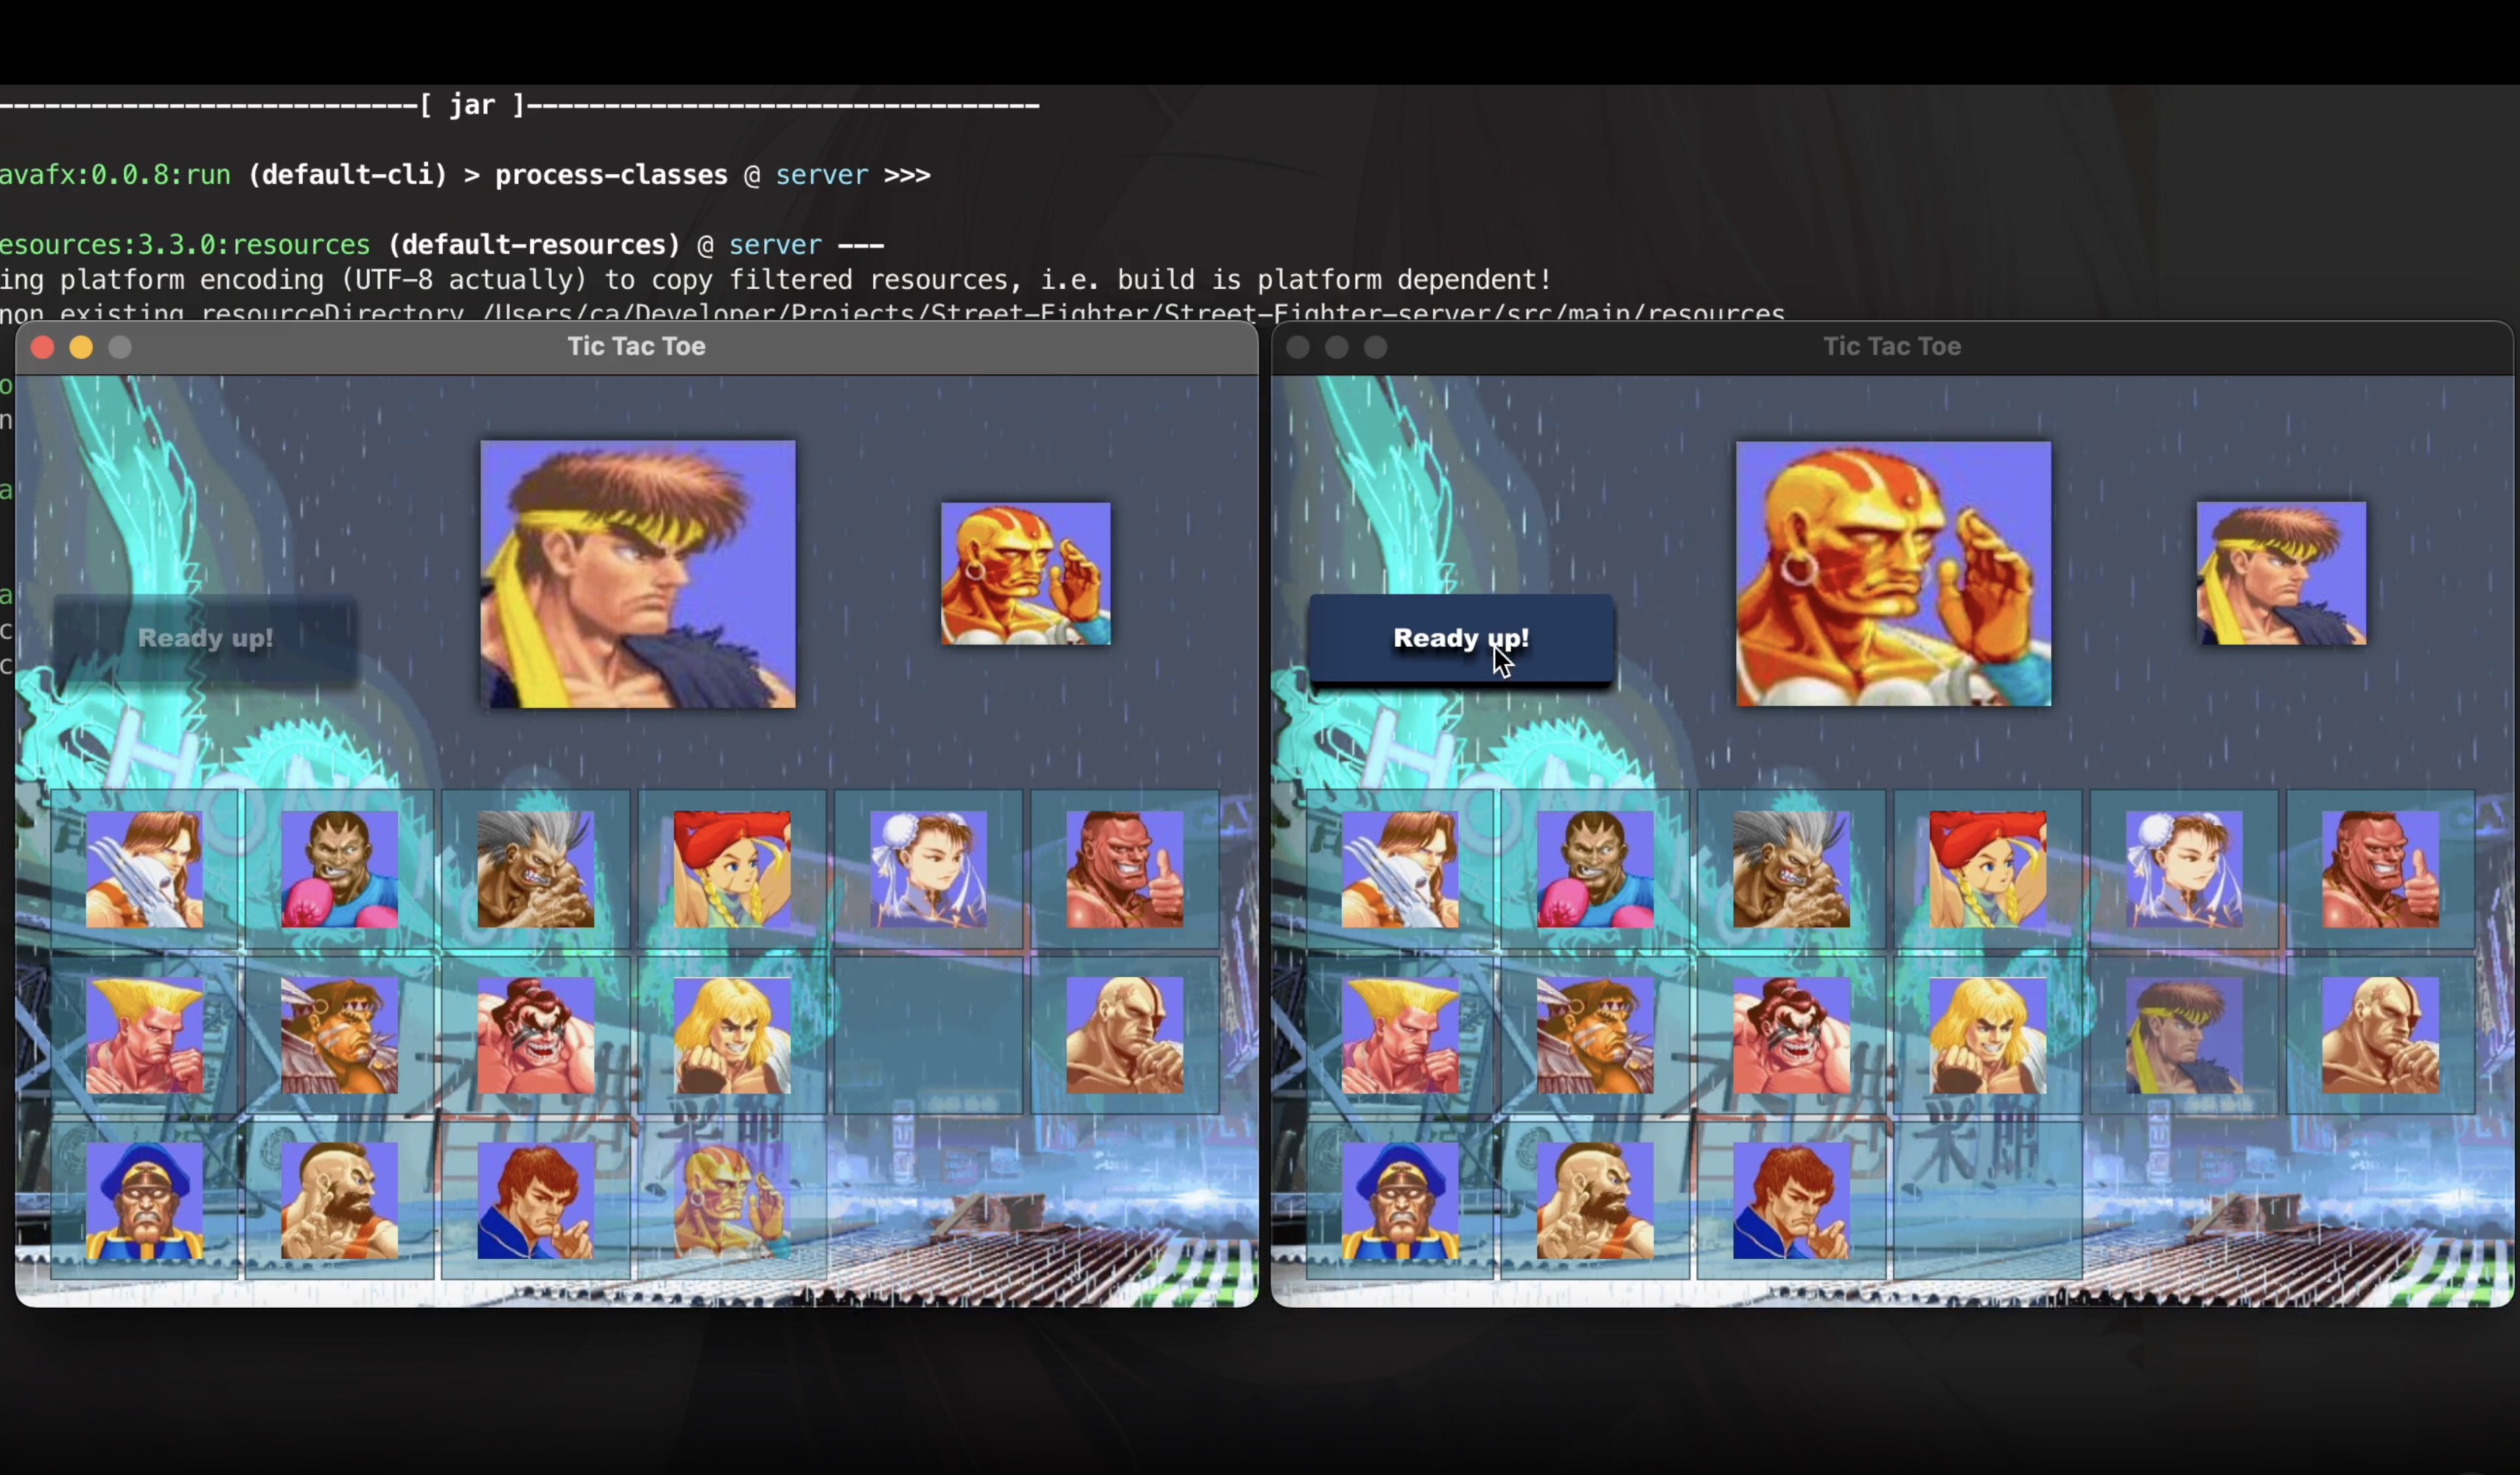 --------------------------[ jar ]---------------------------------
avafx:0.0.8:run (default-cli) > process-classes @ server >>>
esources:3.3.0:resources (default-resources) @ server ---
ing platform encoding (UTF-8 actually) to copy filtered resources, i.e. build is platform dependent!
non existing resourceDirectory /Users/ca/Developer/Projects/Street-Fighter/Street-Fighter-server/src/main/resources
Tic Tac Toe
Tic Tac Toe
o
n
a
a
c
c
Ready up!
Ready up!
HONG
HONG